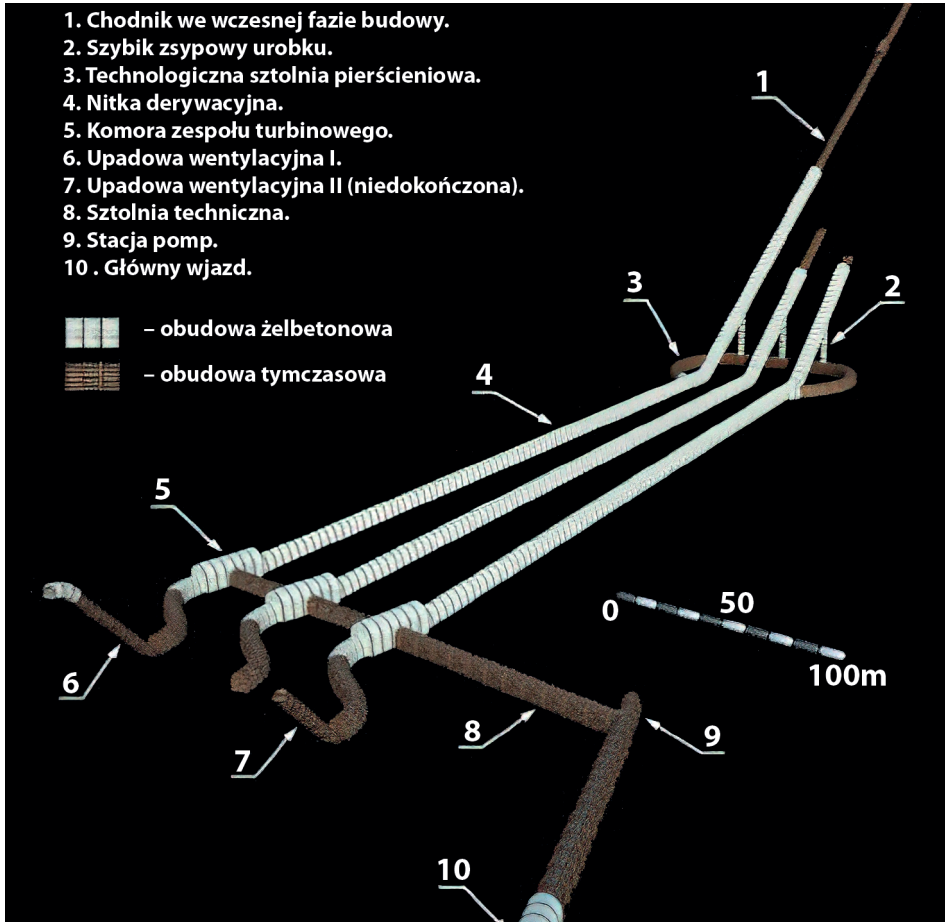 1. Chodnik we wczesnej fazie budowy.
2. Szybik zsypowy urobku.
3. Technologiczna sztolnia pierścieniowa.
4. Nitka derywacyjna.
5. Komora zespołu turbinowego.
6. Upadowa wentylacyjna I.
7. Upadowa wentylacyjna II (niedokończona).
8. Sztolnia techniczna.
9. Stacja pomp.
10 . Główny wjazd.
– obudowa żelbetonowa
– obudowa tymczasowa
1
2
3
4
5
0
50
100m
6
7
8
9
10